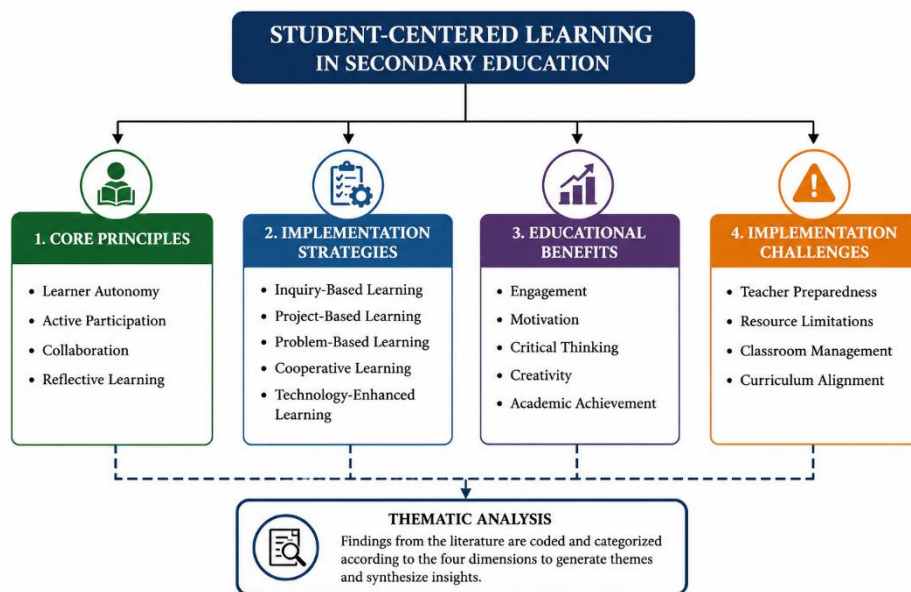 STUDENT-CENTERED LEARNING
IN SECONDARY EDUCATION
1. CORE PRINCIPLES
• Learner Autonomy
• Active Participation
• Collaboration
• Reflective Learning
2. IMPLEMENTATION
STRATEGIES
• Inquiry-Based Learning
• Project-Based Learning
• Problem-Based Learning
• Cooperative Learning
• Technology-Enhanced
Learning
3. EDUCATIONAL
BENEFITS
• Engagement
• Motivation
• Critical Thinking
• Creativity
• Academic Achievement
4. IMPLEMENTATION
CHALLENGES
• Teacher Preparedness
• Resource Limitations
• Classroom Management
• Curriculum Alignment
THEMATIC ANALYSIS
Findings from the literature are coded and categorized
according to the four dimensions to generate themes
and synthesize insights.